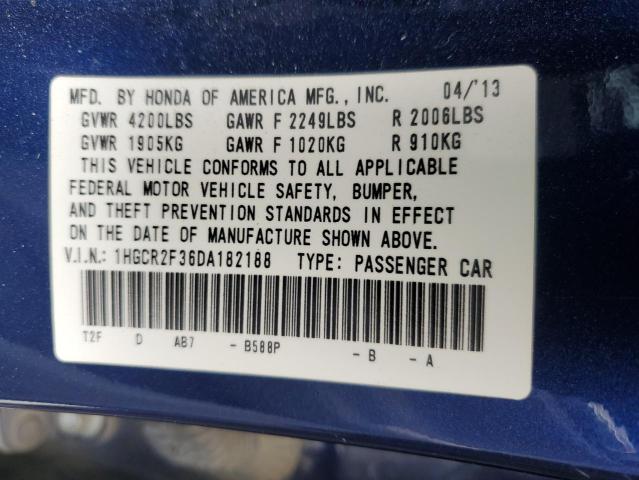 MFD. BY HONDA OF AMERICA MFG., INC. 04/'13
GVWR 4200LBS GAWR F 2249LBS R 2006LBS
GVWR 1905KG GAWR F 1020KG R 910KG
THIS VEHICLE CONFORMS TO ALL APPLICABLE
FEDERAL MOTOR VEHICLE SAFETY, BUMPER,
AND THEFT PREVENTION STANDARDS IN EFFECT
ON THE DATE OF MANUFACTURE SHOWN ABOVE.
V.I.N.: 1HGCR2F36DA182188 TYPE: PASSENGER CAR
T2F D AB7 - B588P - B - A